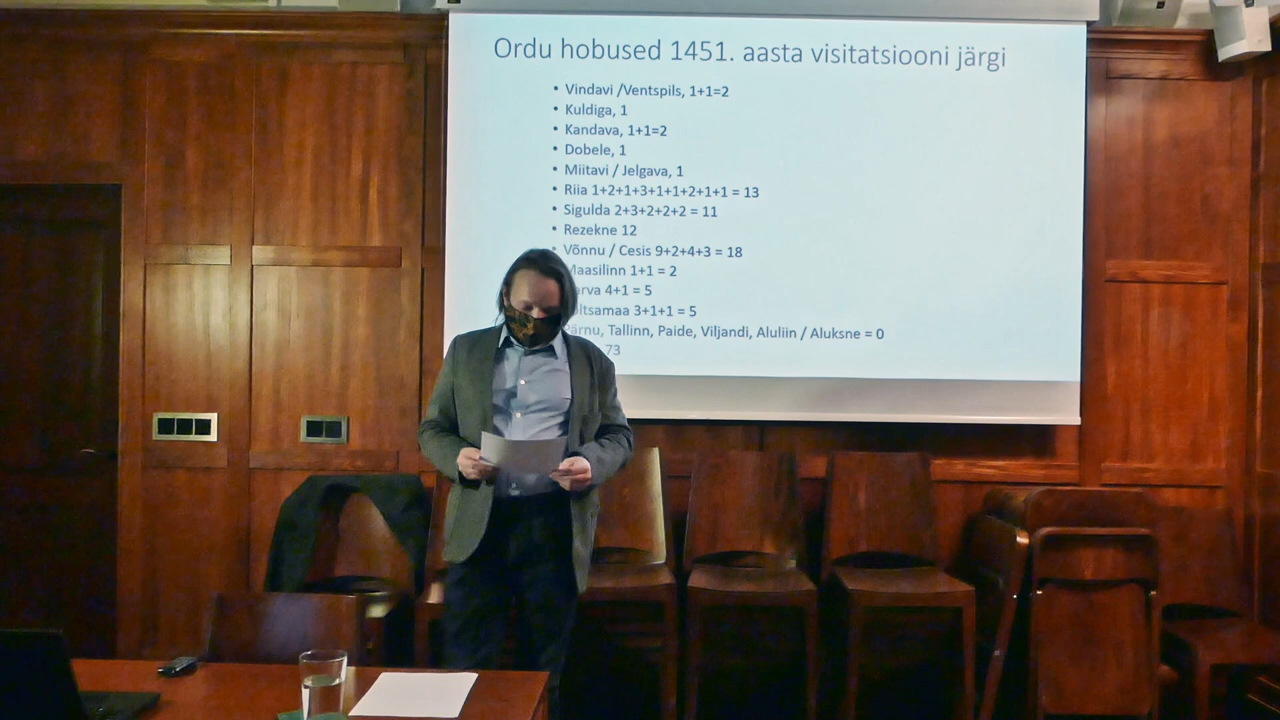 Ordu hobused 1451. aasta visitatsiooni järgi
• Vindavi /Ventspils, 1+1=2
• Kuldiga, 1
• Kandava, 1+1=2
• Dobele, 1
• Miitavi / Jelgava, 1
• Riia 1+2+1+3+1+1+2+1+1 = 13
• Sigulda 2+3+2+2+2 = 11
• Rezekne 12
• Võnnu / Cesis 9+2+4+3 = 18
Maasilinn 1+1 = 2
arva 4+1 = 5
ltsamaa 3+1+1 = 5
Pärnu, Tallinn, Paide, Viljandi, Aluliin / Aluksne = 0
73